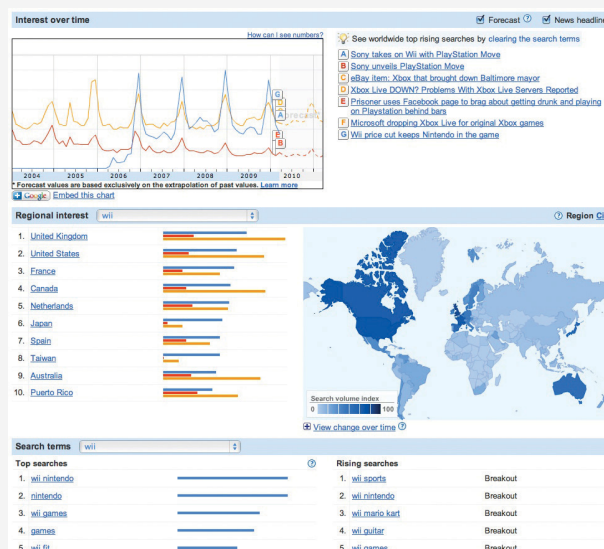 Interest over time
Forecast ? News headlin
How can I see numbers?
See worldwide top rising searches by clearing the search terms
A Sony takes on Wii with PlayStation Move
B Sony unveils PlayStation Move
C eBay item: Xbox that brought down Baltimore mayor
D Xbox Live DOWN? Problems With Xbox Live Servers Reported
E Prisoner uses Facebook page to brag about getting drunk and playing
on Playstation behind bars
F Microsoft dropping Xbox Live for original Xbox games
G Wii price cut keeps Nintendo in the game
G
D
A
E
B
2004 2005 2006 2007 2008 2009 2010
* Forecast values are based exclusively on the extrapolation of past values. Learn more
Google Embed this chart
Regional interest wii
? Region Ci
1. United Kingdom
2. United States
3. France
4. Canada
5. Netherlands
6. Japan
7. Spain
8. Taiwan
9. Australia
10. Puerto Rico
Search volume index
0 100
View change over time ?
Search terms wii
Top searches ?
1. wii nintendo
2. nintendo
3. wii games
4. games
5. wii fit
Rising searches
1. wii sports Breakout
2. wii nintendo Breakout
3. wii mario kart Breakout
4. wii guitar Breakout
5. wii games Breakout